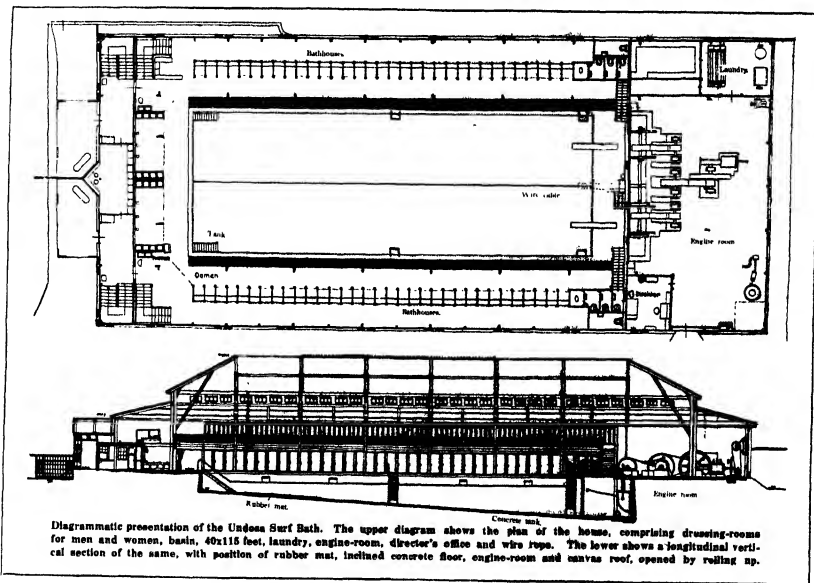 Bathhouses.
Laundry.
Wire cable
Engine room
Tank
Women
Bathhouses.
Engine room
Rubber mat.
Concrete tank
Diagrammatic presentation of the Undosa Surf Bath. The upper diagram shows the plan of the house, comprising dressing-rooms
for men and women, basin, 40x115 feet, laundry, engine-room, director's office and wire rope. The lower shows a longitudinal verti-
cal section of the same, with position of rubber mat, inclined concrete floor, engine-room and canvas roof, opened by rolling up.